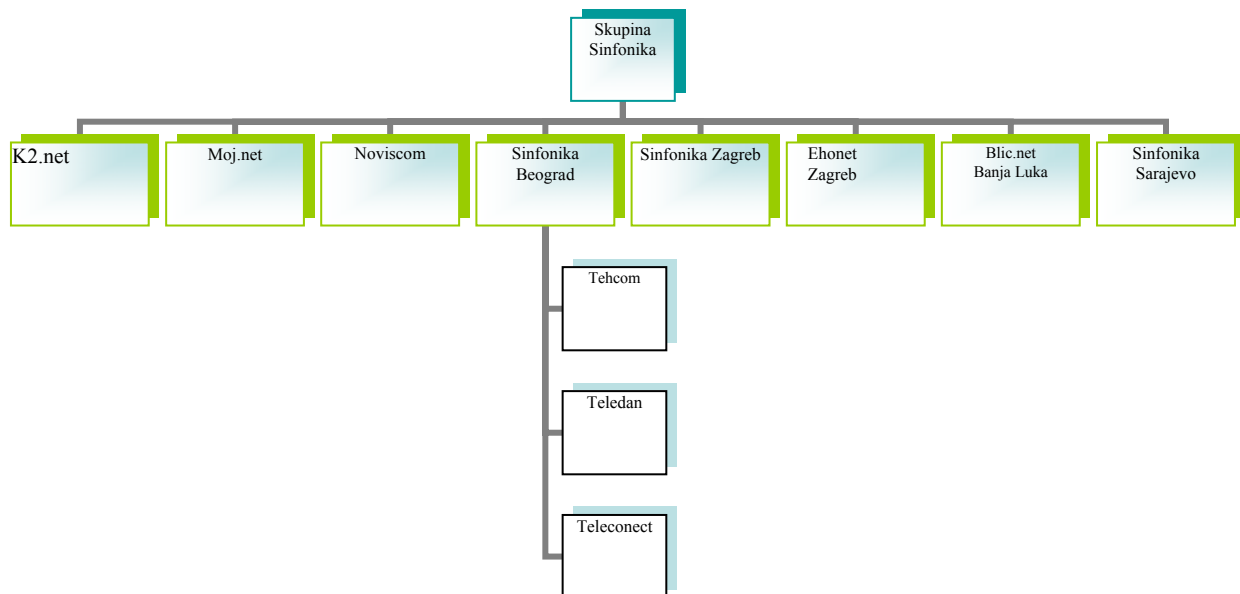 Skupina
Sinfonika
K2.net
Moj.net
Noviscom
Sinfonika
Beograd
Sinfonika Zagreb
Ehonet
Zagreb
Blic.net
Banja Luka
Sinfonika
Sarajevo
Tehcom
Teledan
Teleconect